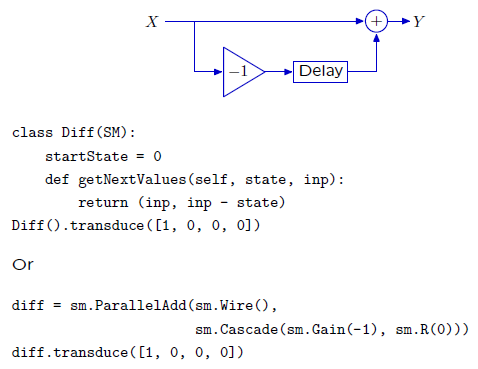 X
+
Y
−1
Delay
class Diff(SM):
    startState = 0
    def getNextValues(self, state, inp):
        return (inp, inp - state)
Diff().transduce([1, 0, 0, 0])
Or
diff = sm.ParallelAdd(sm.Wire(),
                      sm.Cascade(sm.Gain(-1), sm.R(0)))
diff.transduce([1, 0, 0, 0])